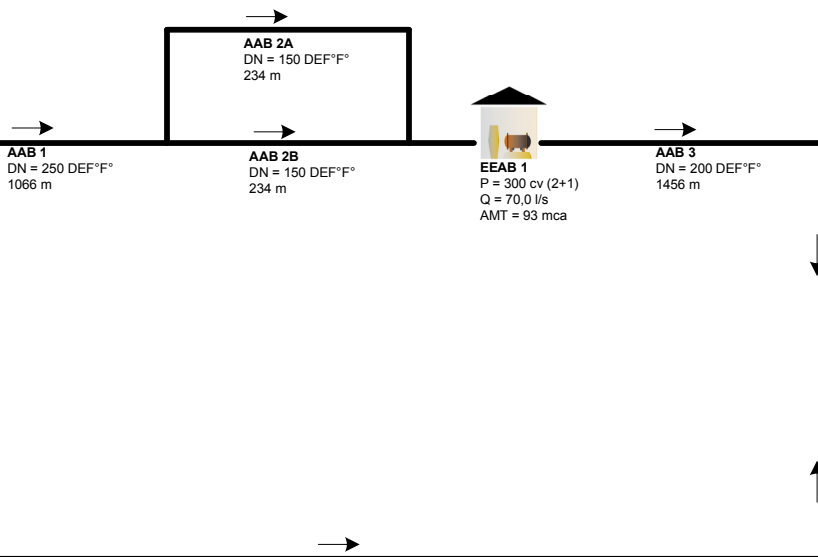 AAB 2A
DN = 150 DEF°F°
234 m
AAB 1
DN = 250 DEF°F°
1066 m
AAB 2B
DN = 150 DEF°F°
234 m
EEAB 1
P = 300 cv (2+1)
Q = 70,0 l/s
AMT = 93 mca
AAB 3
DN = 200 DEF°F°
1456 m